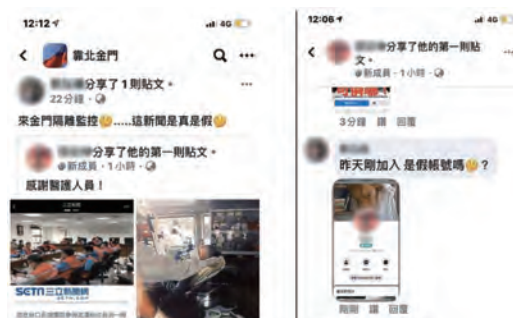 12:12
4G
靠北金門
分享了 1 則貼文。
22分鐘
來金門隔離監控🤔.....這新聞是真是假🤔
分享了他的第一則貼文。
新成員・1小時
感謝醫護人員！
SETN 三立新聞網
SETN.COM
12:06
4G
分享了他的第一則貼
文。
新成員・1小時
3分鐘 讚 回覆
昨天剛加入 是假帳號嗎🤔？
剛剛 讚 回覆